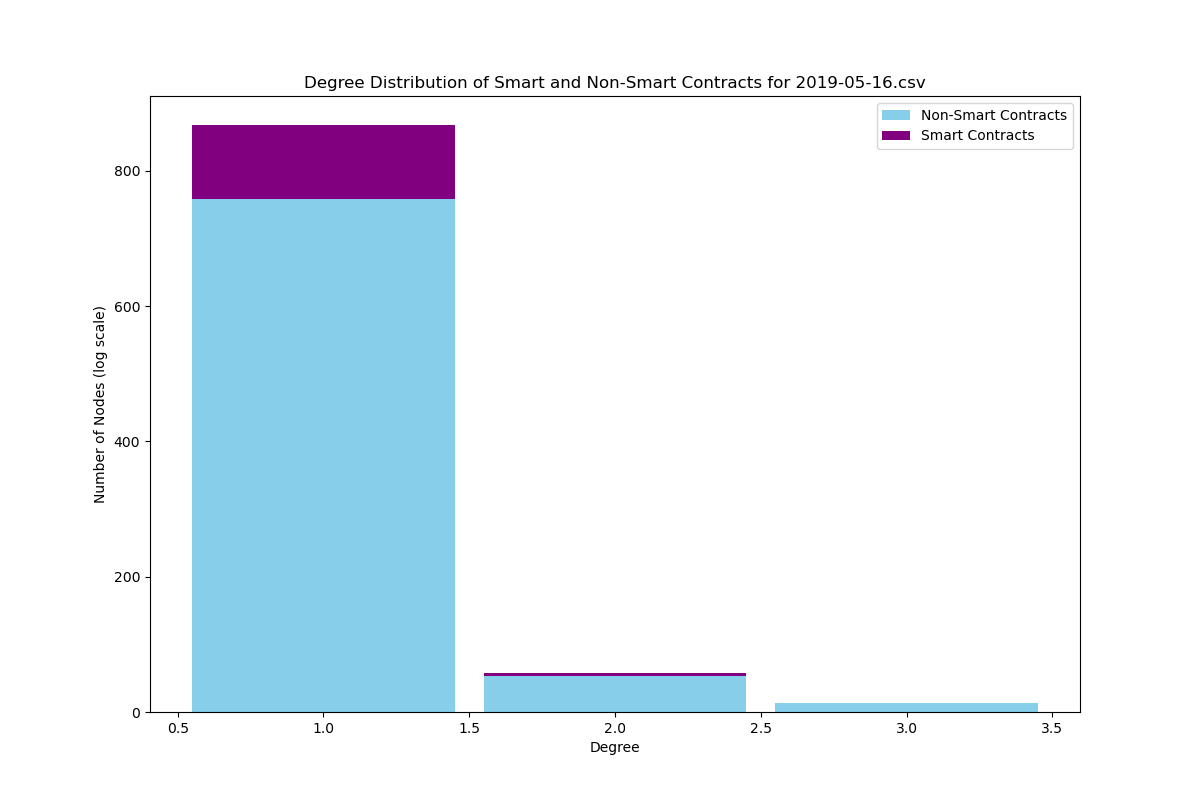 Degree Distribution of Smart and Non-Smart Contracts for 2019-05-16.csv
Non-Smart Contracts
Smart Contracts
Number of Nodes (log scale)
800
600
400
200
0
0.5 1.0 1.5 2.0 2.5 3.0 3.5
Degree